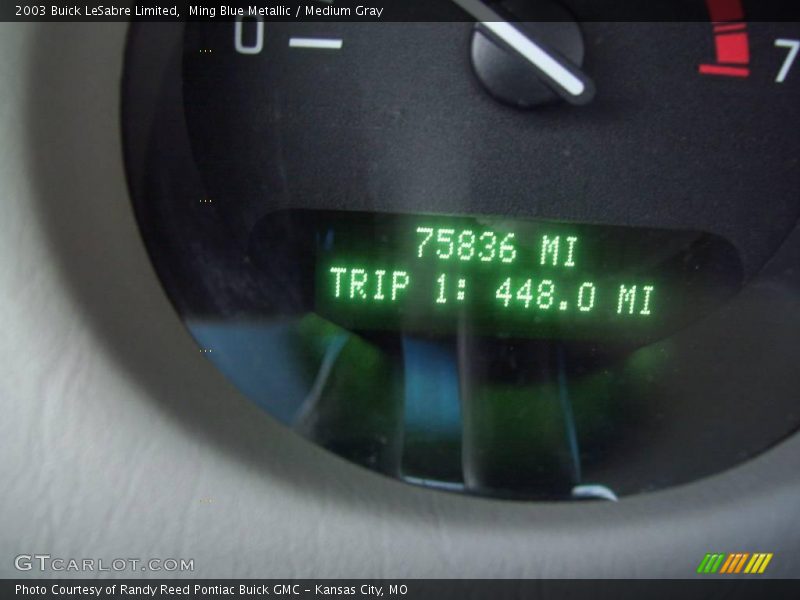 2003 Buick LeSabre Limited, Ming Blue Metallic / Medium Gray
0 7
75836 MI
TRIP 1: 448.0 MI
GTCARLOT.COM
Photo Courtesy of Randy Reed Pontiac Buick GMC - Kansas City, MO